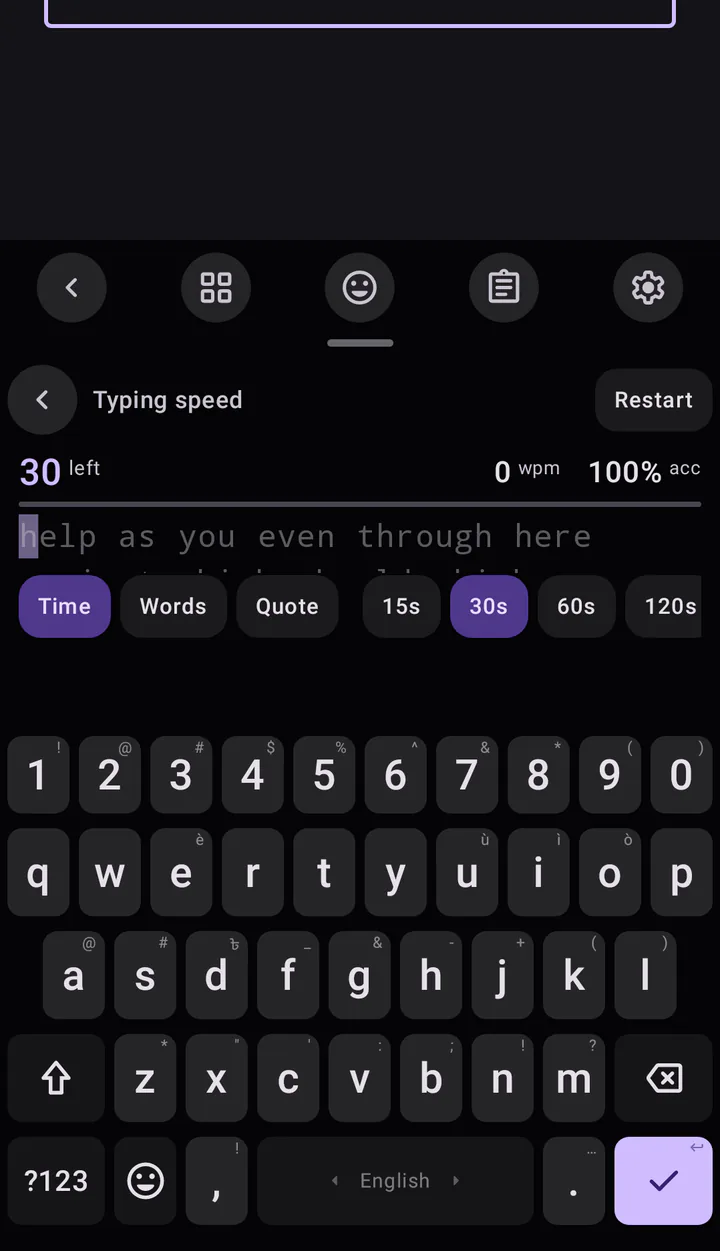 Typing speed
Restart
30 left
0 wpm 100% acc
help as you even through here
Time Words Quote 15s 30s 60s 120s
! @ # $ % ^ & * ( )
1 2 3 4 5 6 7 8 9 0
è ù ì ò
q w e r t y u i o p
@ # ъ _ & - + ( )
a s d f g h j k l
* " ' : ; ! ?
z x c v b n m
! …
?123 , English .